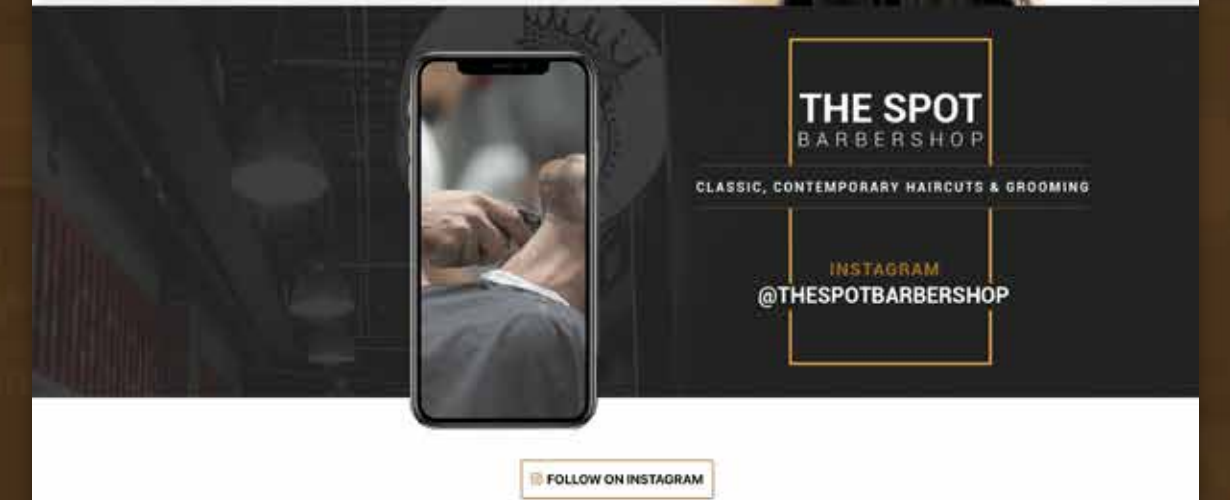 THE SPOT
BARBERSHOP
CLASSIC, CONTEMPORARY HAIRCUTS & GROOMING
INSTAGRAM
@THESPOTBARBERSHOP
FOLLOW ON INSTAGRAM